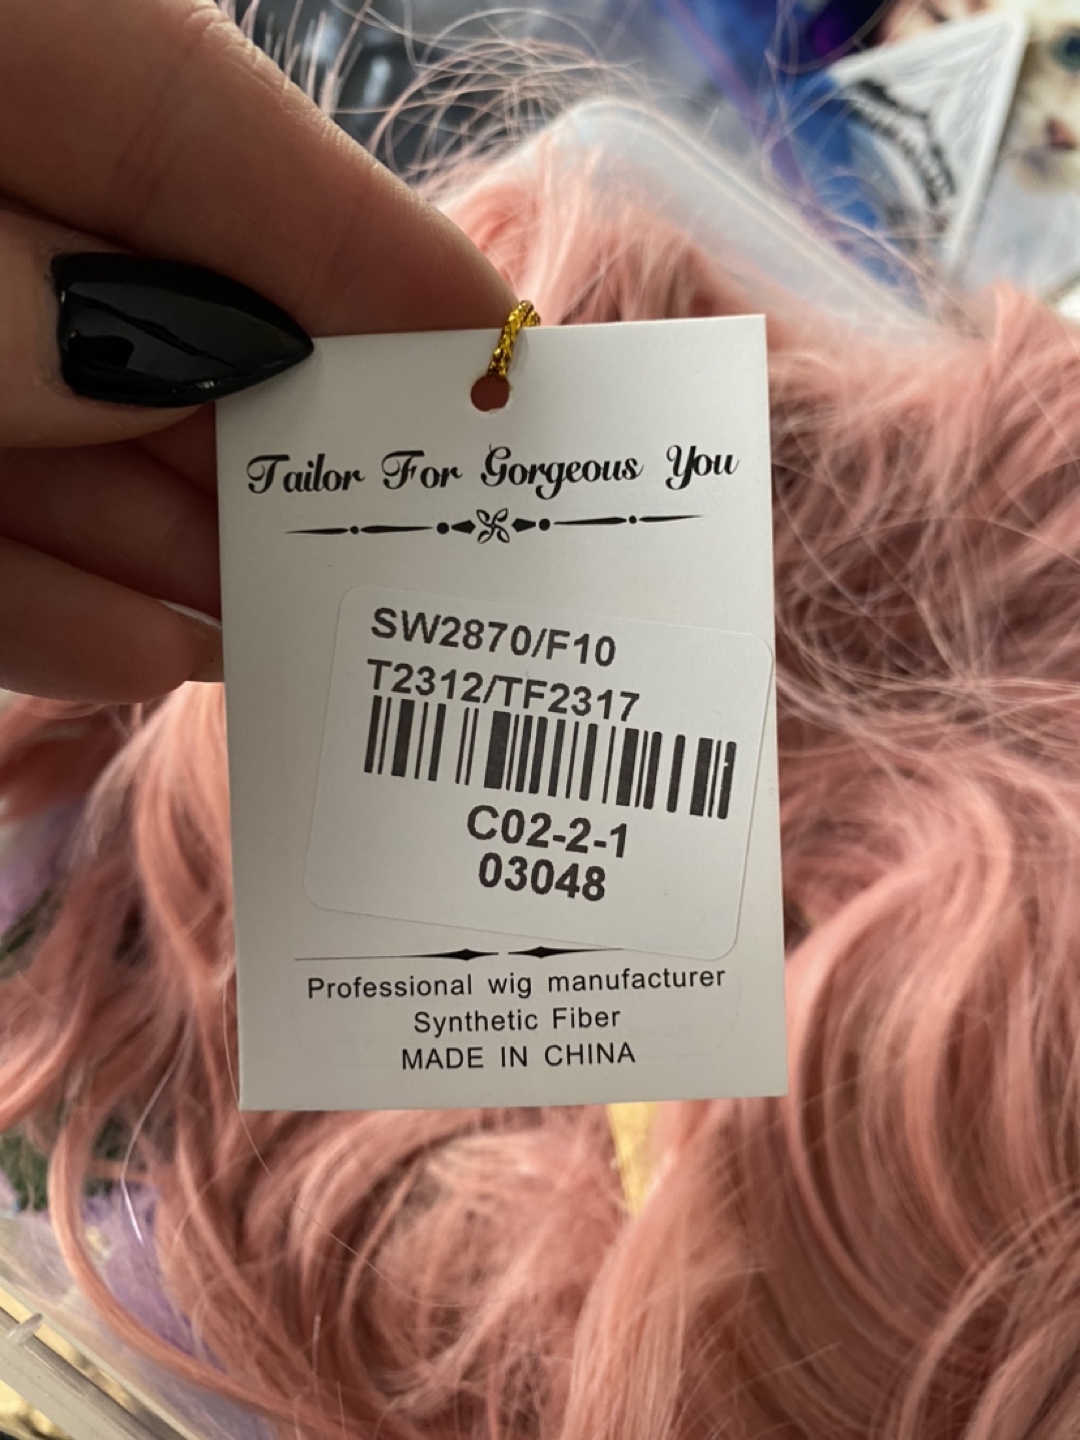 Tailor For Gorgeous You
SW2870/F10
T2312/TF2317
C02-2-1
03048
Professional wig manufacturer
Synthetic Fiber
MADE IN CHINA